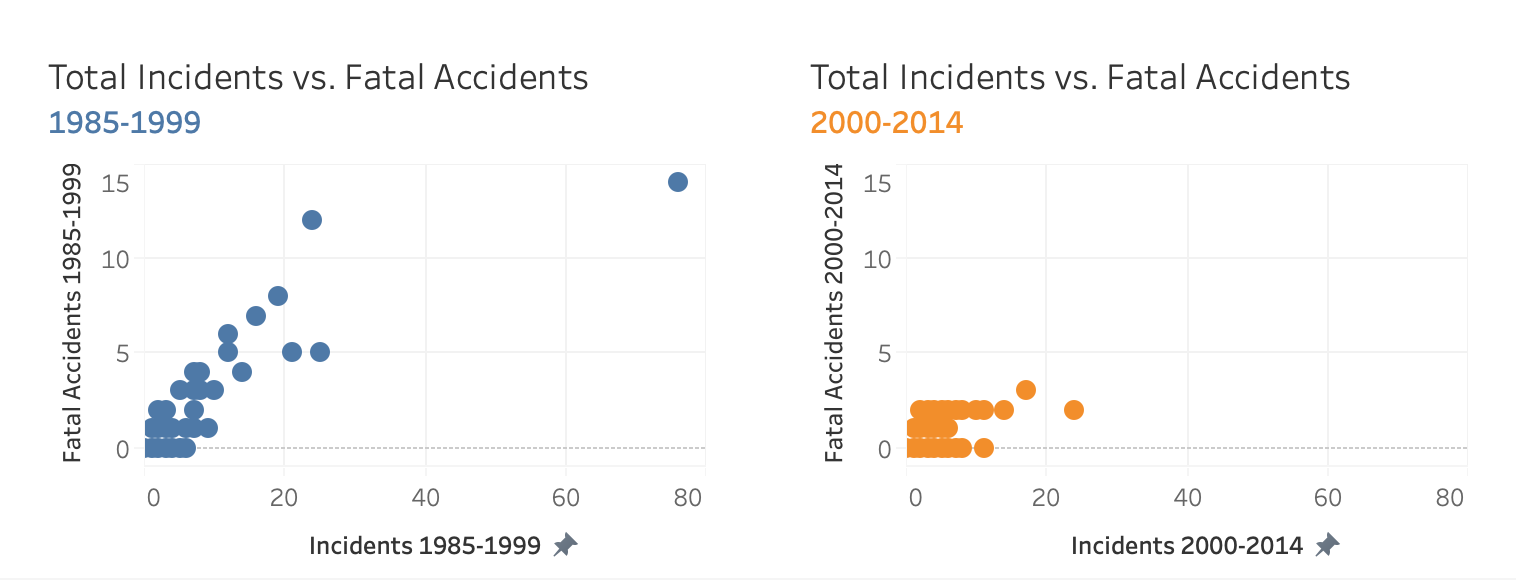 Total Incidents vs. Fatal Accidents
1985-1999
Fatal Accidents 1985-1999
15
10
5
0
0 20 40 60 80
Incidents 1985-1999
Total Incidents vs. Fatal Accidents
2000-2014
Fatal Accidents 2000-2014
15
10
5
0
0 20 40 60 80
Incidents 2000-2014